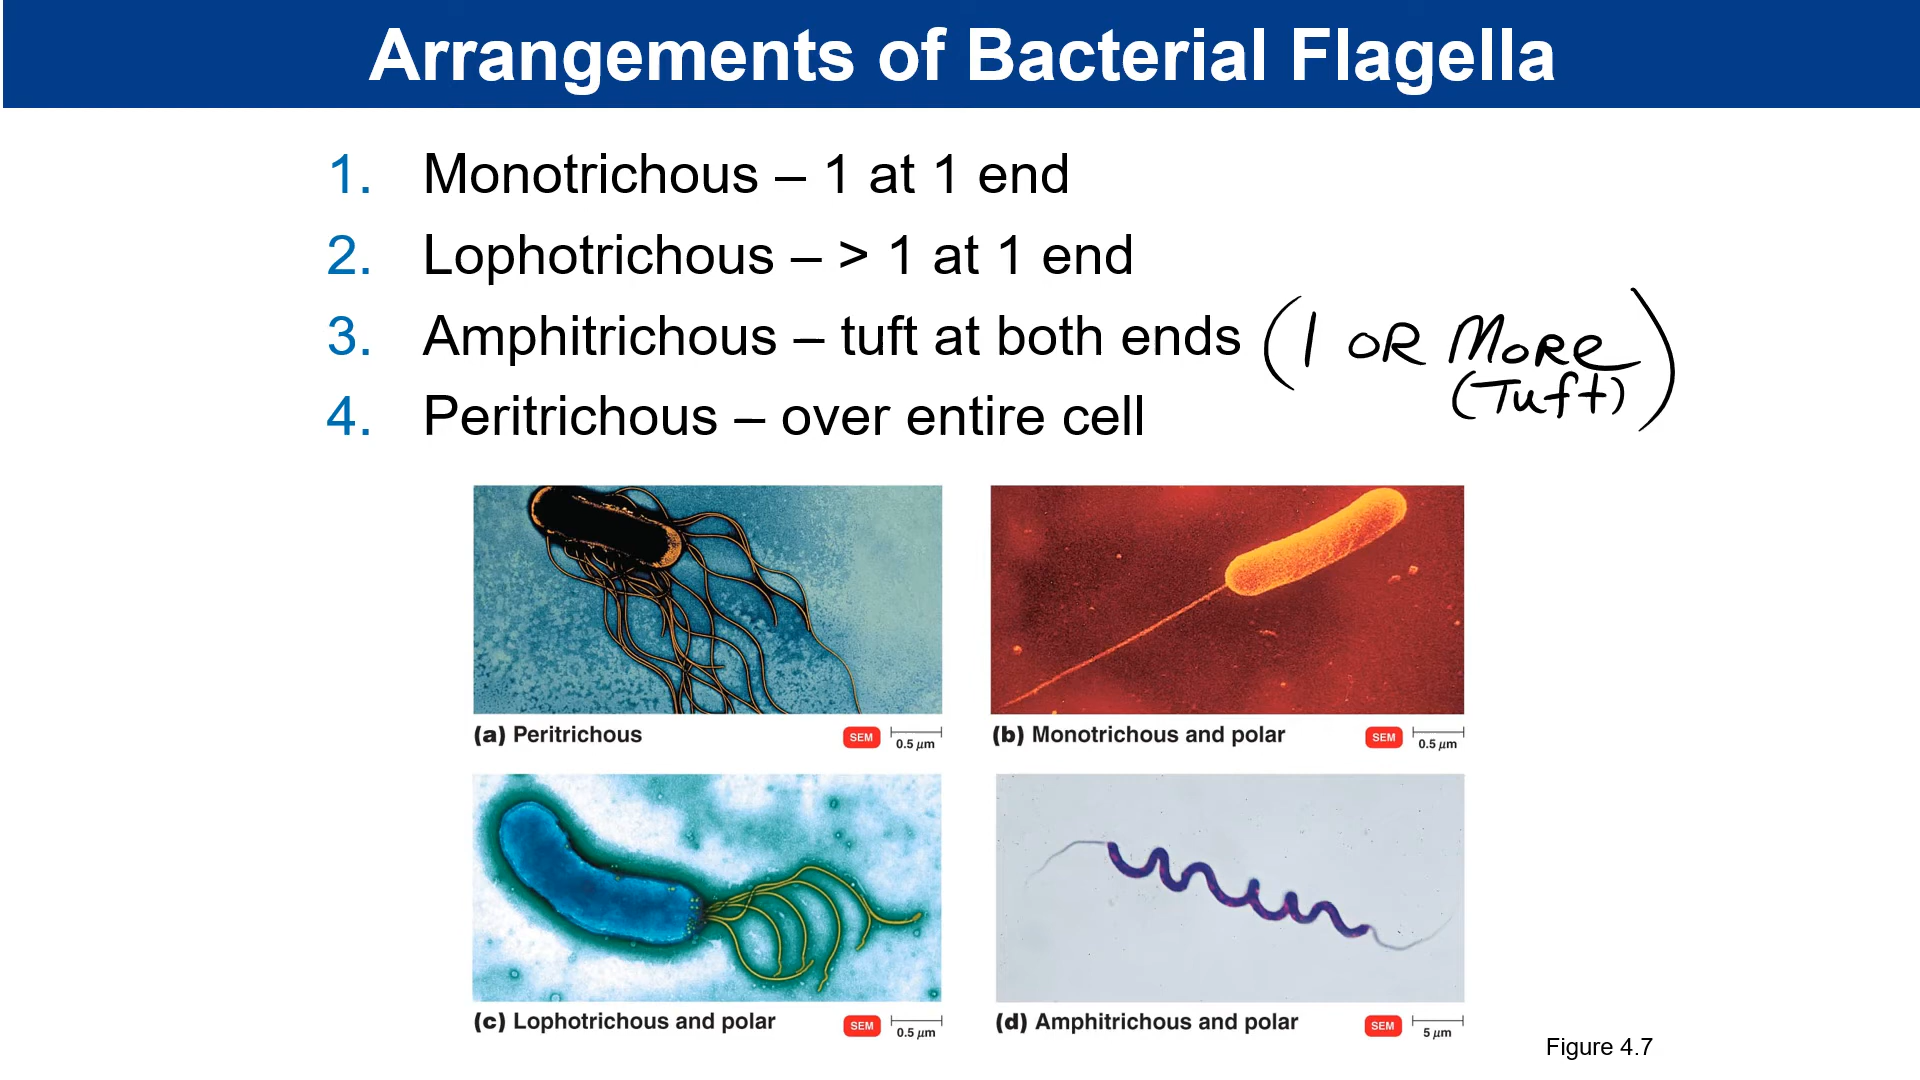 Arrangements of Bacterial Flagella
1. Monotrichous – 1 at 1 end
2. Lophotrichous – > 1 at 1 end
3. Amphitrichous – tuft at both ends (1 OR MORE
(Tuft))
4. Peritrichous – over entire cell
(a) Peritrichous SEM 0.5 µm
(b) Monotrichous and polar SEM 0.5 µm
(c) Lophotrichous and polar SEM 0.5 µm
(d) Amphitrichous and polar SEM 5 µm
Figure 4.7